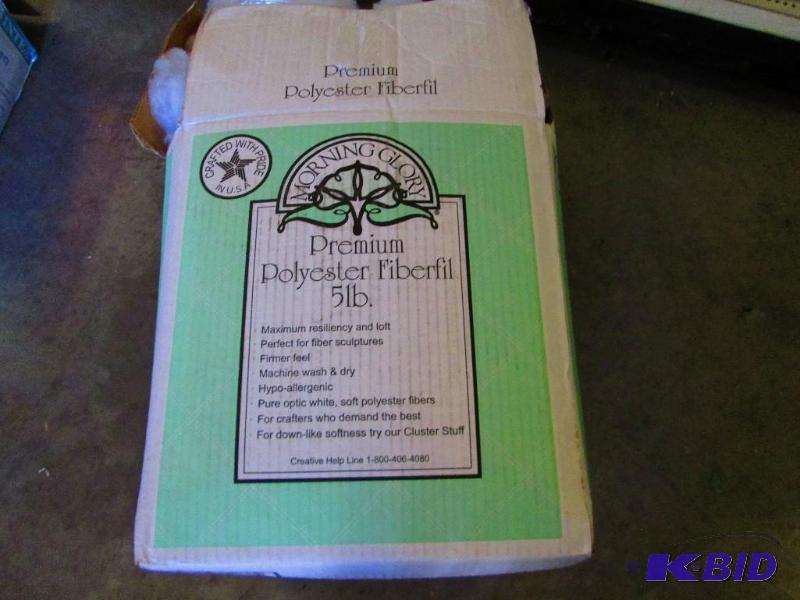 Premium
Polyester Fiberfil
CRAFTED WITH PRIDE
IN U.S.A
MORNING GLORY
Premium
Polyester Fiberfil
5lb.
· Maximum resiliency and loft
· Perfect for fiber sculptures
· Firmer feel
· Machine wash & dry
· Hypo-allergenic
· Pure optic white, soft polyester fibers
· For crafters who demand the best
· For down-like softness try our Cluster Stuff
Creative Help Line 1-800-406-4080
K-BID